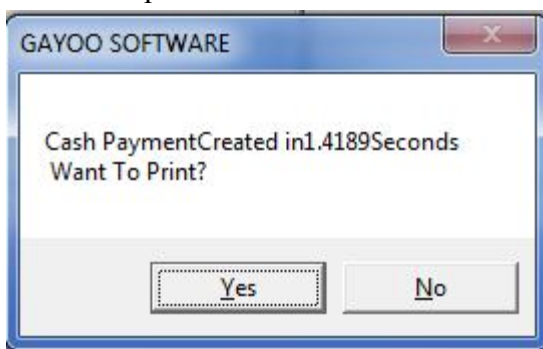 GAYOO SOFTWARE
Cash PaymentCreated in1.4189Seconds
Want To Print?
Yes
No